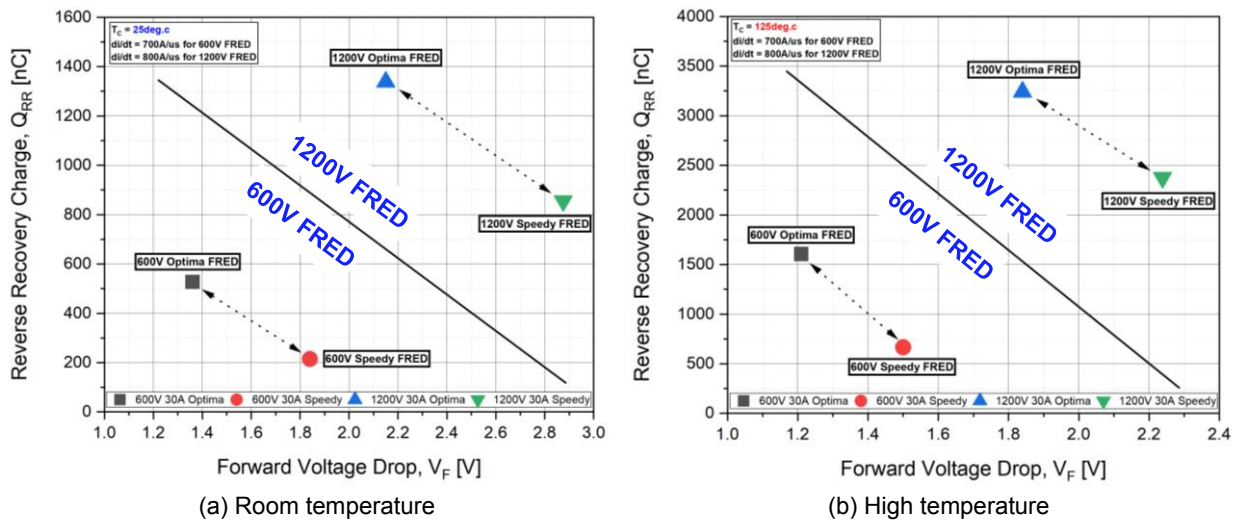 1600
1400
1200
1000
800
600
400
200
0
Reverse Recovery Charge, Q_RR [nC]
T_C = 25deg.c
di/dt = 700A/us for 600V FRED
di/dt = 800A/us for 1200V FRED
1200V Optima FRED
1200V FRED
600V FRED
1200V Speedy FRED
600V Optima FRED
600V Speedy FRED
600V 30A Optima 600V 30A Speedy 1200V 30A Optima 1200V 30A Speedy
1.0 1.2 1.4 1.6 1.8 2.0 2.2 2.4 2.6 2.8 3.0
Forward Voltage Drop, V_F [V]
(a) Room temperature
4000
3500
3000
2500
2000
1500
1000
500
0
Reverse Recovery Charge, Q_RR [nC]
T_C = 125deg.c
di/dt = 700A/us for 600V FRED
di/dt = 800A/us for 1200V FRED
1200V Optima FRED
1200V FRED
600V FRED
1200V Speedy FRED
600V Optima FRED
600V Speedy FRED
600V 30A Optima 600V 30A Speedy 1200V 30A Optima 1200V 30A Speedy
1.0 1.2 1.4 1.6 1.8 2.0 2.2 2.4
Forward Voltage Drop, V_F [V]
(b) High temperature